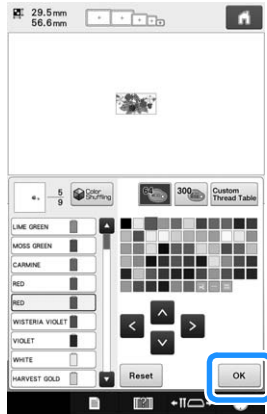 29.5mm
56.6mm
5
9
Color
Shuffling
64
300
Custom
Thread Table
LIME GREEN
MOSS GREEN
CARMINE
RED
RED
WISTERIA VIOLET
VIOLET
WHITE
HARVEST GOLD
Reset
OK